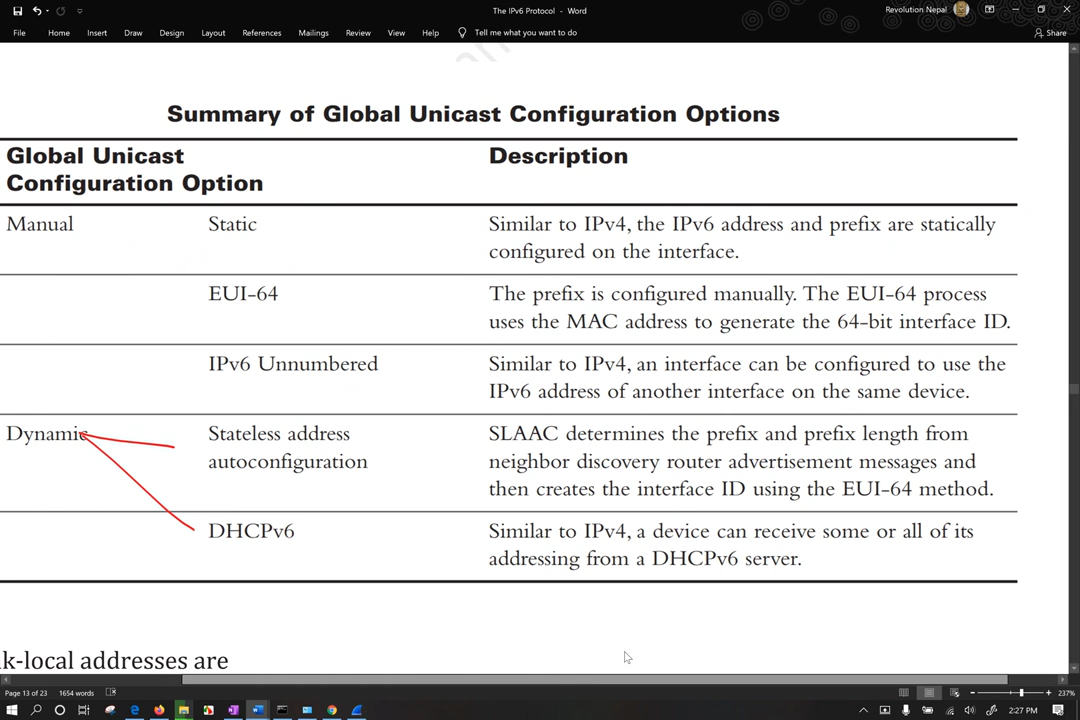 The IPv6 Protocol - Word
Revolution Nepal
File Home Insert Draw Design Layout References Mailings Review View Help Tell me what you want to do Share
Summary of Global Unicast Configuration Options
Global Unicast
Configuration Option
Description
Manual
Static
Similar to IPv4, the IPv6 address and prefix are statically
configured on the interface.
EUI-64
The prefix is configured manually. The EUI-64 process
uses the MAC address to generate the 64-bit interface ID.
IPv6 Unnumbered
Similar to IPv4, an interface can be configured to use the
IPv6 address of another interface on the same device.
Dynamic
Stateless address
autoconfiguration
SLAAC determines the prefix and prefix length from
neighbor discovery router advertisement messages and
then creates the interface ID using the EUI-64 method.
DHCPv6
Similar to IPv4, a device can receive some or all of its
addressing from a DHCPv6 server.
k-local addresses are
Page 13 of 23 1654 words
237%
2:27 PM